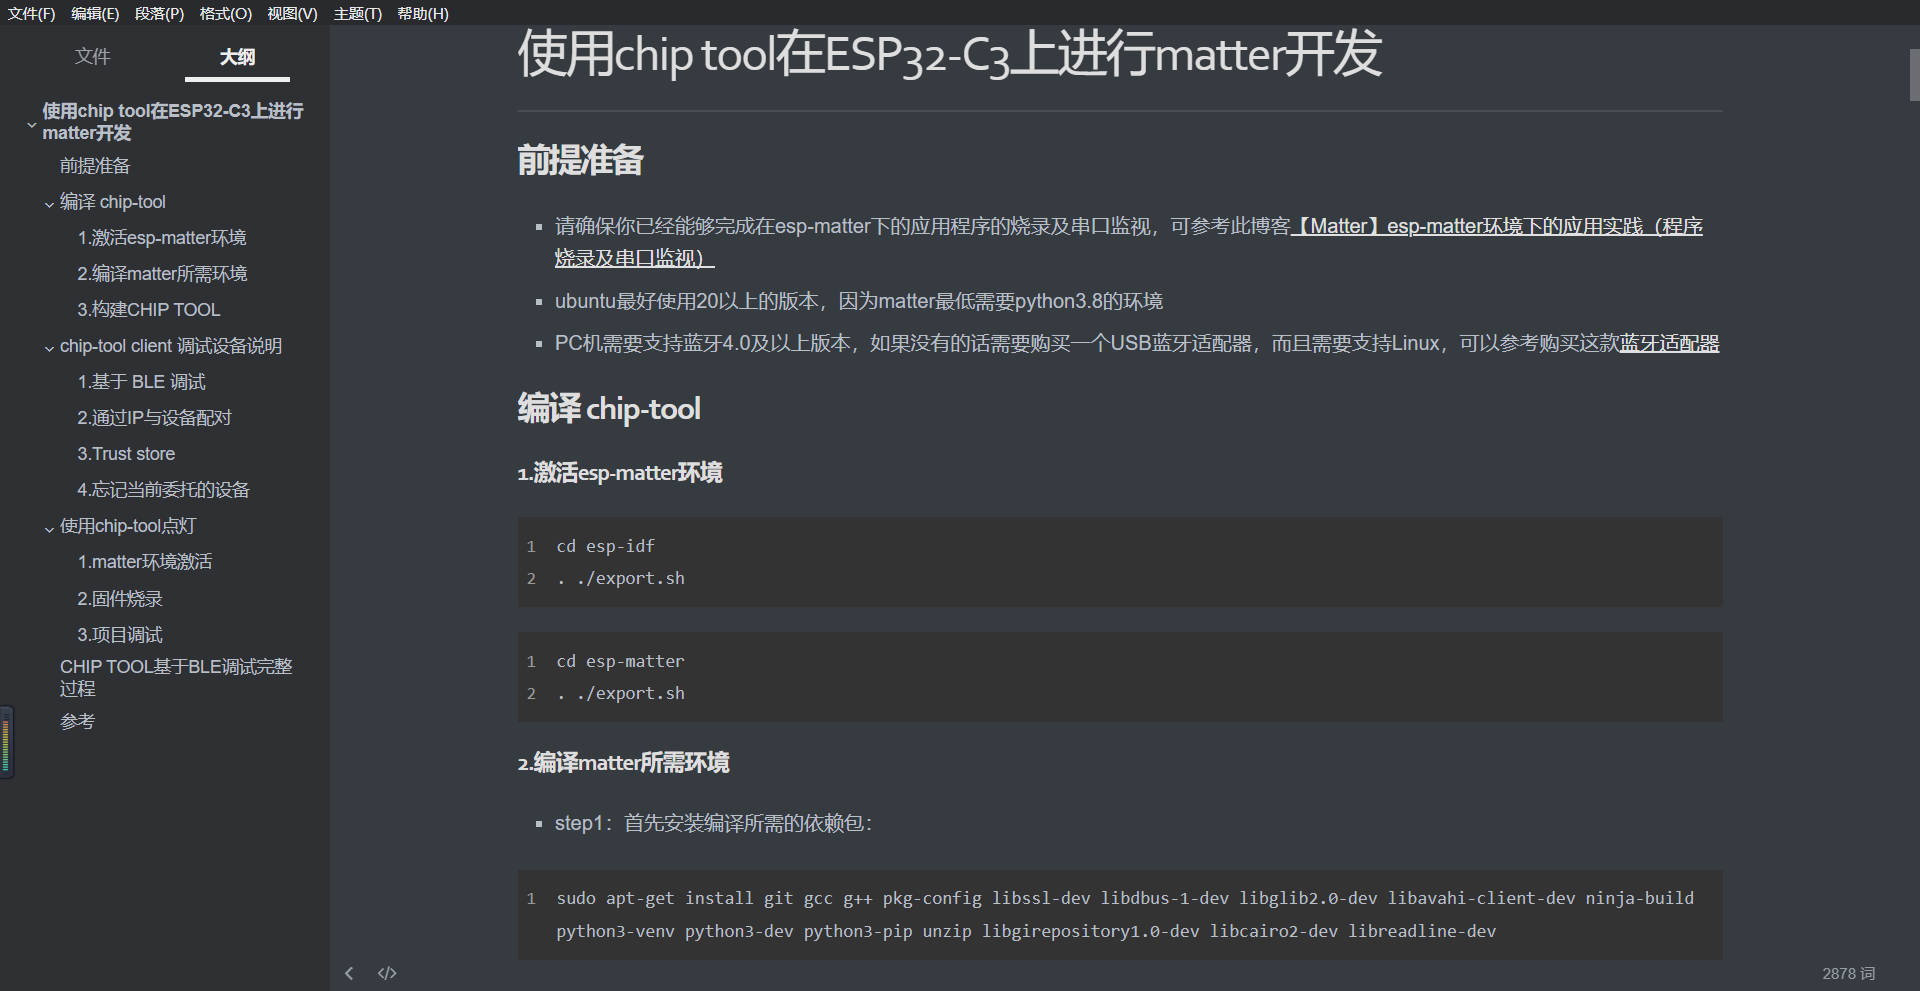 文件(F) 编辑(E) 段落(P) 格式(O) 视图(V) 主题(T) 帮助(H)
文件 大纲
使用chip tool在ESP32-C3上进行
matter开发
前提准备
编译 chip-tool
1.激活esp-matter环境
2.编译matter所需环境
3.构建CHIP TOOL
chip-tool client 调试设备说明
1.基于 BLE 调试
2.通过IP与设备配对
3.Trust store
4.忘记当前委托的设备
使用chip-tool点灯
1.matter环境激活
2.固件烧录
3.项目调试
CHIP TOOL基于BLE调试完整
过程
参考
使用chip tool在ESP32-C3上进行matter开发
前提准备
请确保你已经能够完成在esp-matter下的应用程序的烧录及串口监视，可参考此博客【Matter】esp-matter环境下的应用实践（程序
烧录及串口监视）
ubuntu最好使用20以上的版本，因为matter最低需要python3.8的环境
PC机需要支持蓝牙4.0及以上版本，如果没有的话需要购买一个USB蓝牙适配器，而且需要支持Linux，可以参考购买这款蓝牙适配器
编译 chip-tool
1.激活esp-matter环境
1 cd esp-idf
2 . ./export.sh
1 cd esp-matter
2 . ./export.sh
2.编译matter所需环境
step1：首先安装编译所需的依赖包：
1 sudo apt-get install git gcc g++ pkg-config libssl-dev libdbus-1-dev libglib2.0-dev libavahi-client-dev ninja-build
python3-venv python3-dev python3-pip unzip libgirepository1.0-dev libcairo2-dev libreadline-dev
2878 词